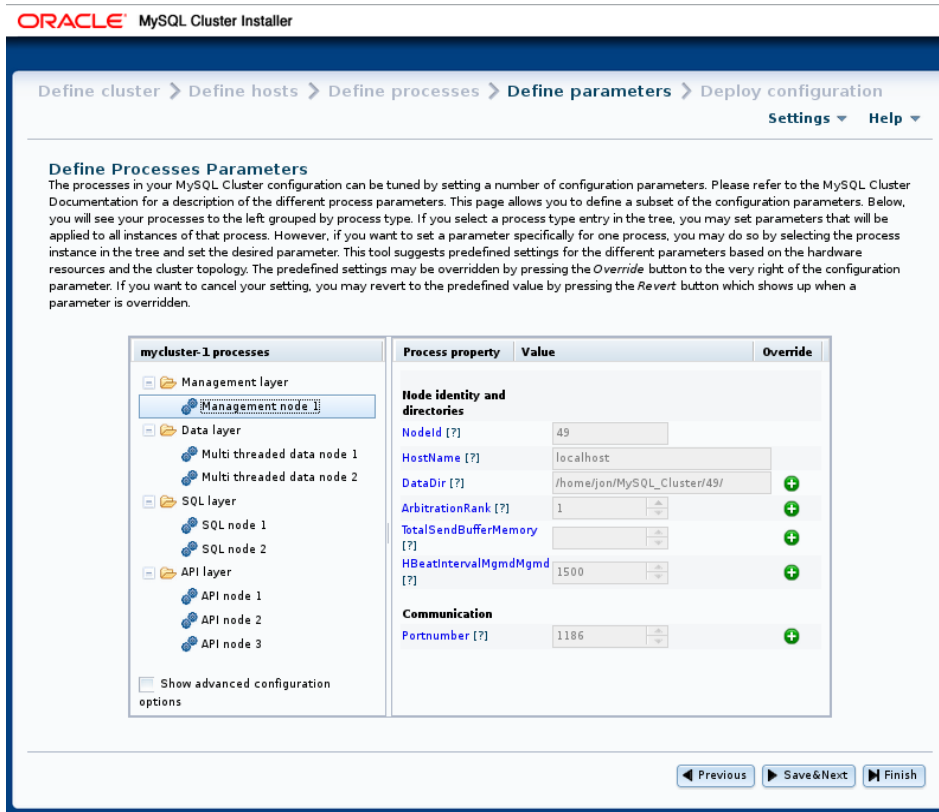 ORACLE® MySQL Cluster Installer
Define cluster > Define hosts > Define processes > Define parameters > Deploy configuration
Settings Help
Define Processes Parameters
The processes in your MySQL Cluster configuration can be tuned by setting a number of configuration parameters. Please refer to the MySQL Cluster
Documentation for a description of the different process parameters. This page allows you to define a subset of the configuration parameters. Below,
you will see your processes to the left grouped by process type. If you select a process type entry in the tree, you may set parameters that will be
applied to all instances of that process. However, if you want to set a parameter specifically for one process, you may do so by selecting the process
instance in the tree and set the desired parameter. This tool suggests predefined settings for the different parameters based on the hardware
resources and the cluster topology. The predefined settings may be overridden by pressing the Override button to the very right of the configuration
parameter. If you want to cancel your setting, you may revert to the predefined value by pressing the Revert button which shows up when a
parameter is overridden.
mycluster-1 processes
Management layer
Management node 1
Data layer
Multi threaded data node 1
Multi threaded data node 2
SQL layer
SQL node 1
SQL node 2
API layer
API node 1
API node 2
API node 3
Show advanced configuration
options
Process property Value Override
Node identity and
directories
NodeId [?] 49
HostName [?] localhost
DataDir [?] /home/jon/MySQL_Cluster/49/
ArbitrationRank [?] 1
TotalSendBufferMemory
[?]
HBeatIntervalMgmdMgmd
[?] 1500
Communication
Portnumber [?] 1186
Previous Save&Next Finish